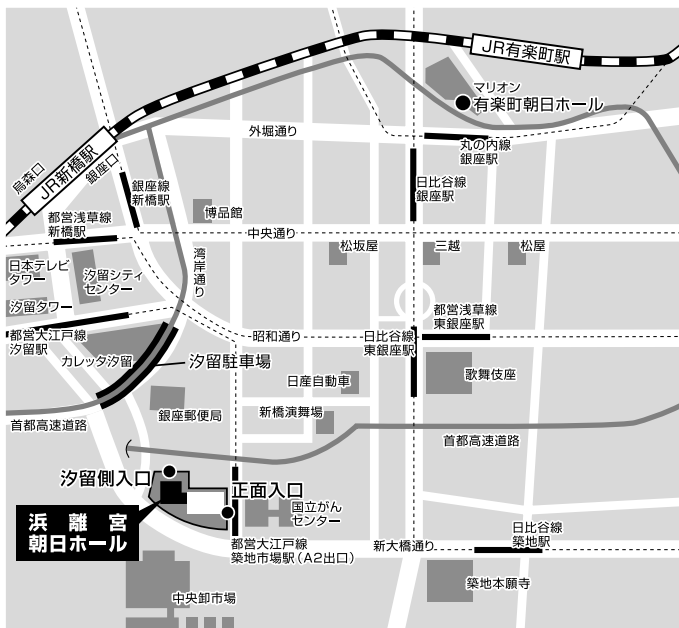 JR有楽町駅
マリオン
有楽町朝日ホール
外堀通り
丸の内線
銀座駅
烏森口
JR新橋駅
銀座口
銀座線
新橋駅
日比谷線
銀座駅
博品館
都営浅草線
新橋駅
中央通り
松坂屋
三越
松屋
日本テレビ
タワー
汐留シティ
センター
湾岸通り
汐留タワー
都営大江戸線
汐留駅
昭和通り
日比谷線
東銀座駅
都営浅草線
東銀座駅
カレッタ汐留
汐留駐車場
日産自動車
歌舞伎座
首都高速道路
銀座郵便局
新橋演舞場
首都高速道路
汐留側入口
正面入口
国立がん
センター
浜離宮
朝日ホール
都営大江戸線
築地市場駅（A2出口）
新大橋通り
日比谷線
築地駅
中央卸市場
築地本願寺